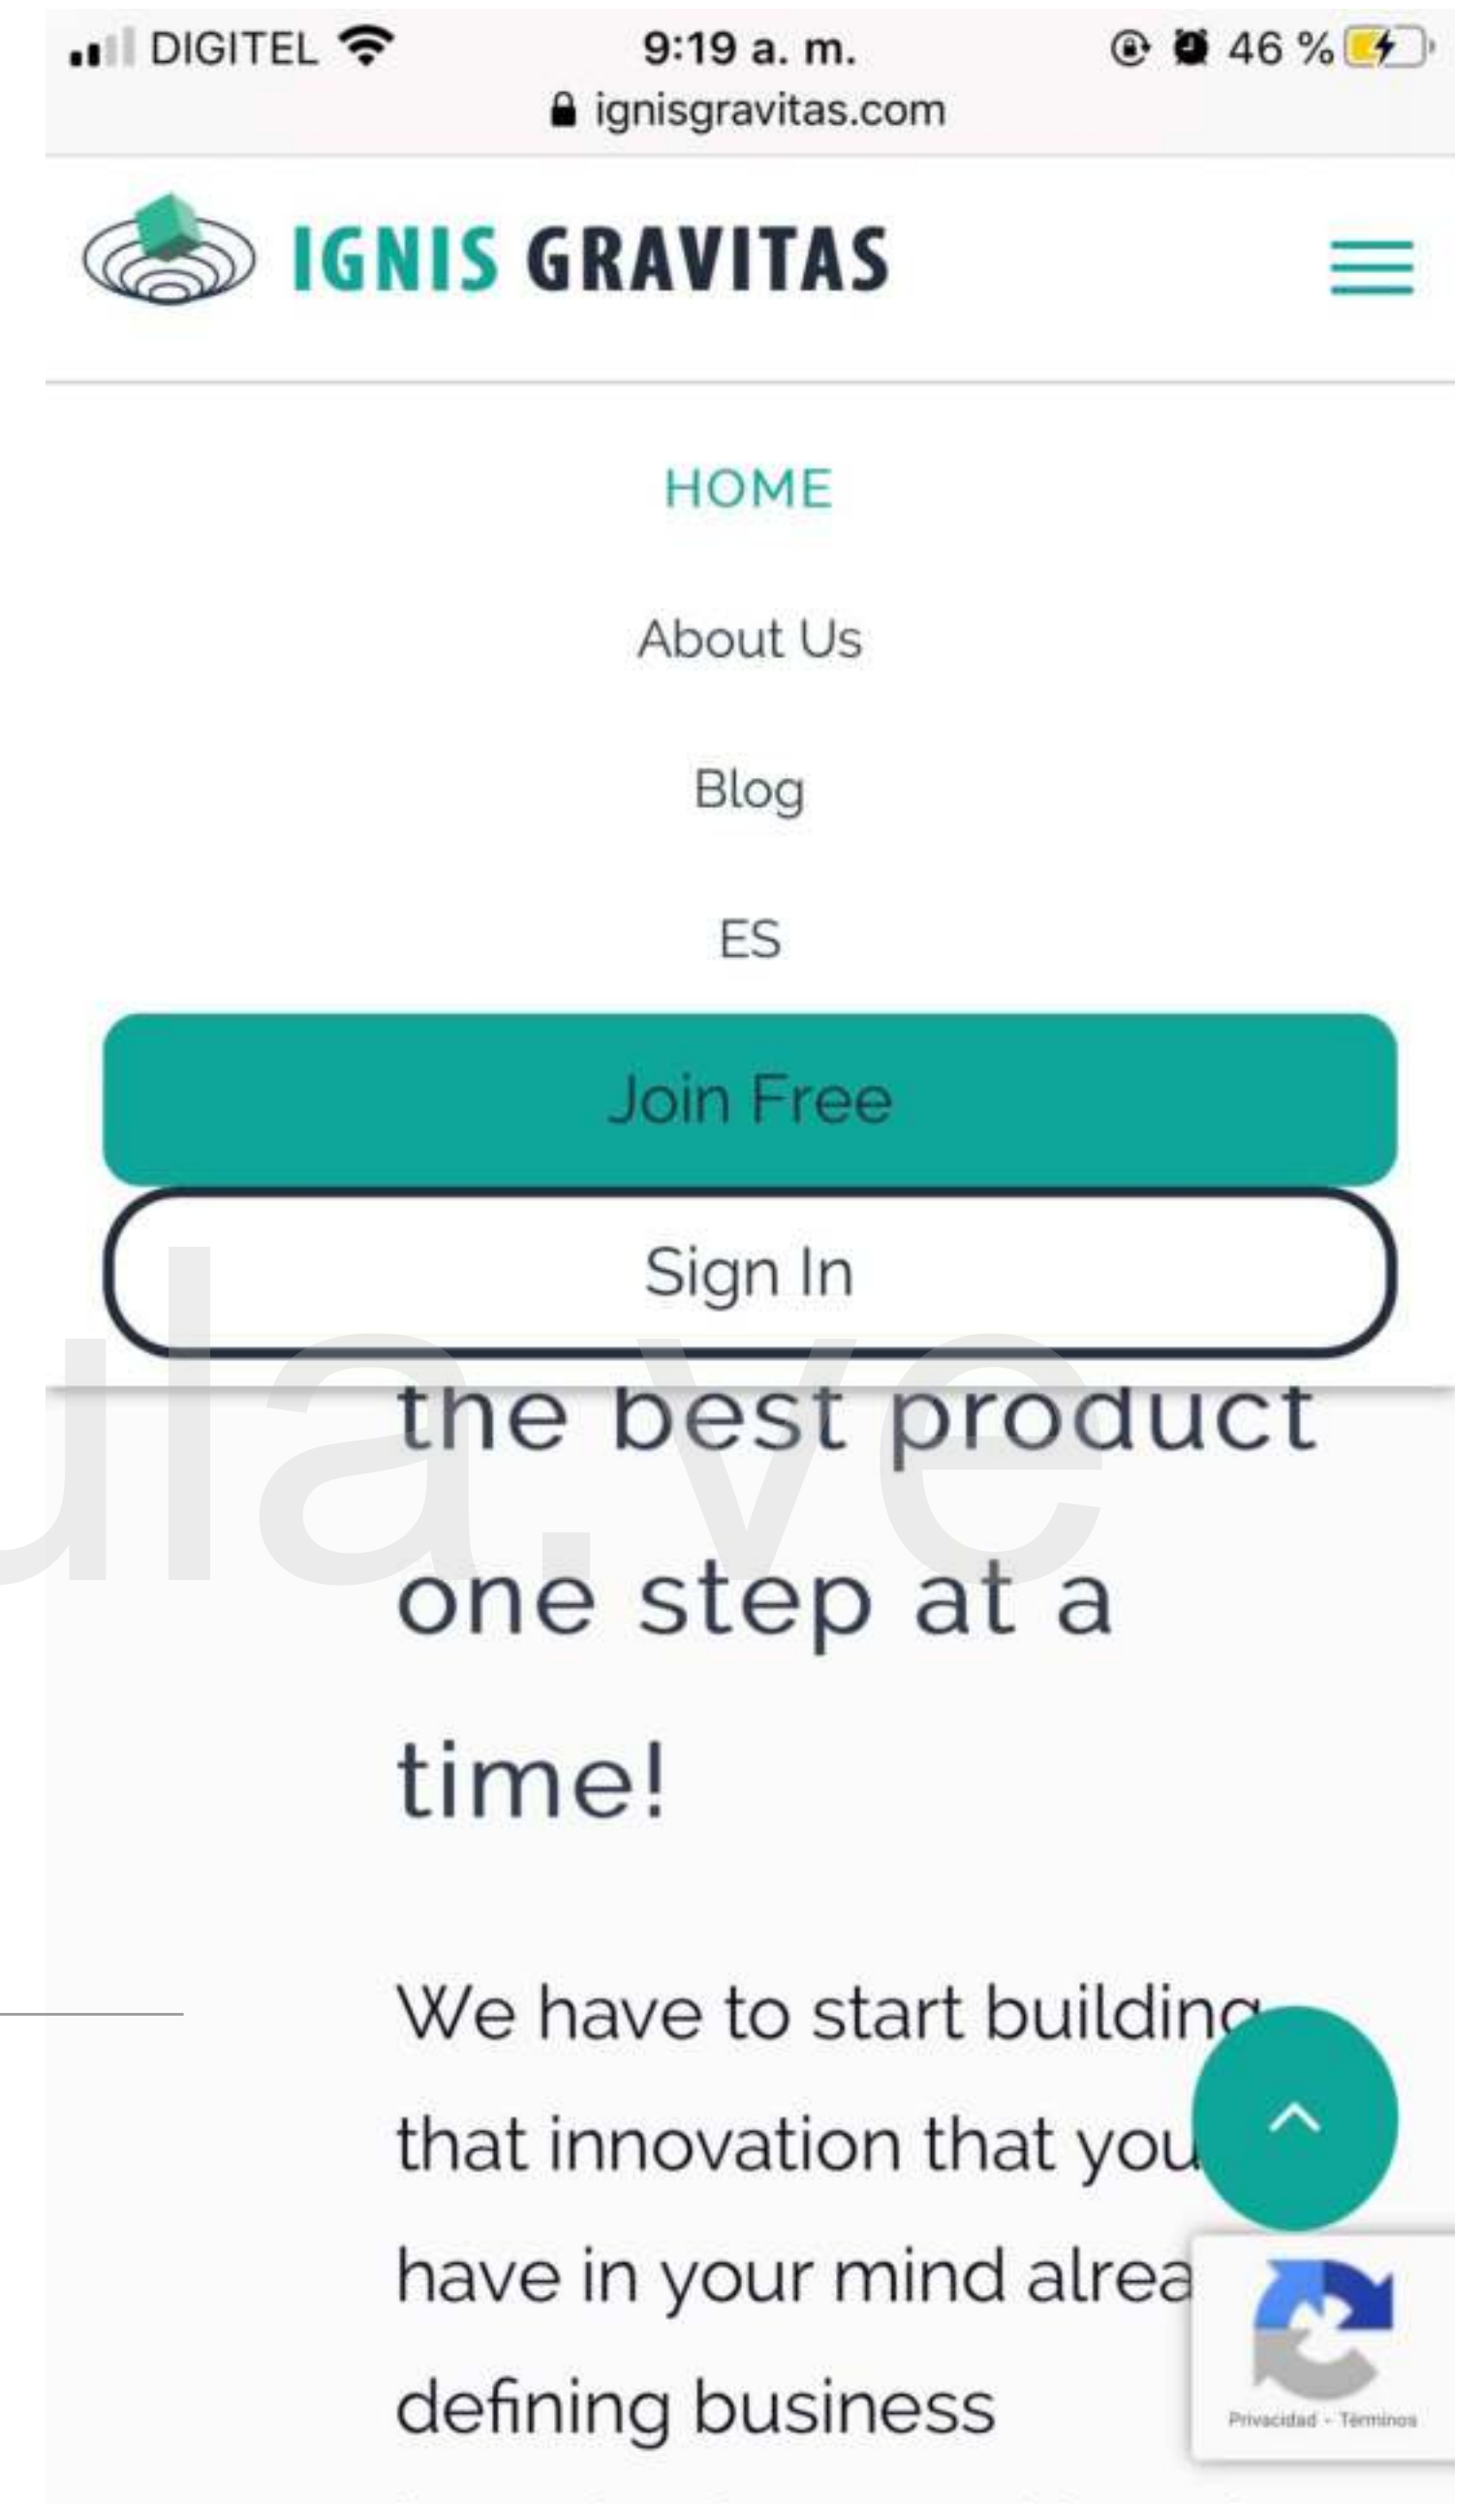 DIGITEL 9:19 a. m. 46 %
ignisgravitas.com
IGNIS GRAVITAS
HOME
About Us
Blog
ES
Join Free
Sign In
ula.ve
the best product
one step at a
time!
We have to start building
that innovation that you
have in your mind alrea
defining business
Privacidad - Términos